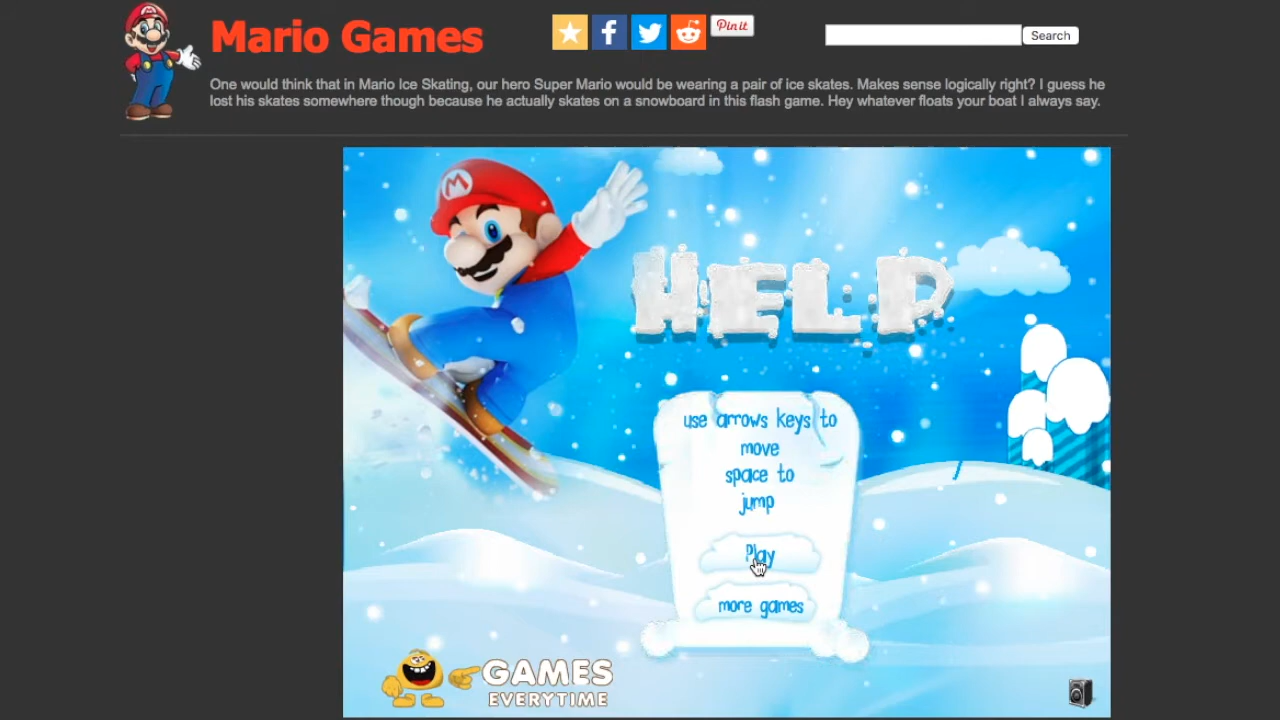 Mario Games
Pin it
Search
One would think that in Mario Ice Skating, our hero Super Mario would be wearing a pair of ice skates. Makes sense logically right? I guess he
lost his skates somewhere though because he actually skates on a snowboard in this flash game. Hey whatever floats your boat I always say.
M
HELP
use arrows keys to
move
space to
jump
Play
more games
GAMES
EVERYTIME